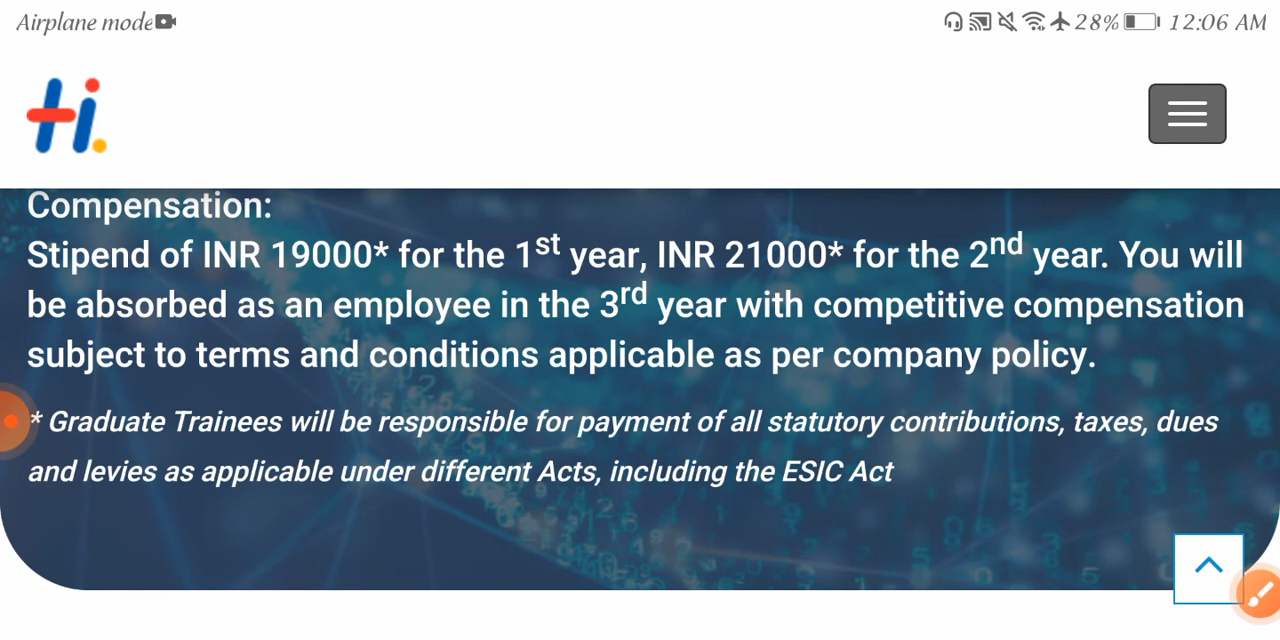 Airplane mode
28% 12:06 AM
Hi.
Compensation:
Stipend of INR 19000* for the 1st year, INR 21000* for the 2nd year. You will
be absorbed as an employee in the 3rd year with competitive compensation
subject to terms and conditions applicable as per company policy.
* Graduate Trainees will be responsible for payment of all statutory contributions, taxes, dues
and levies as applicable under different Acts, including the ESIC Act